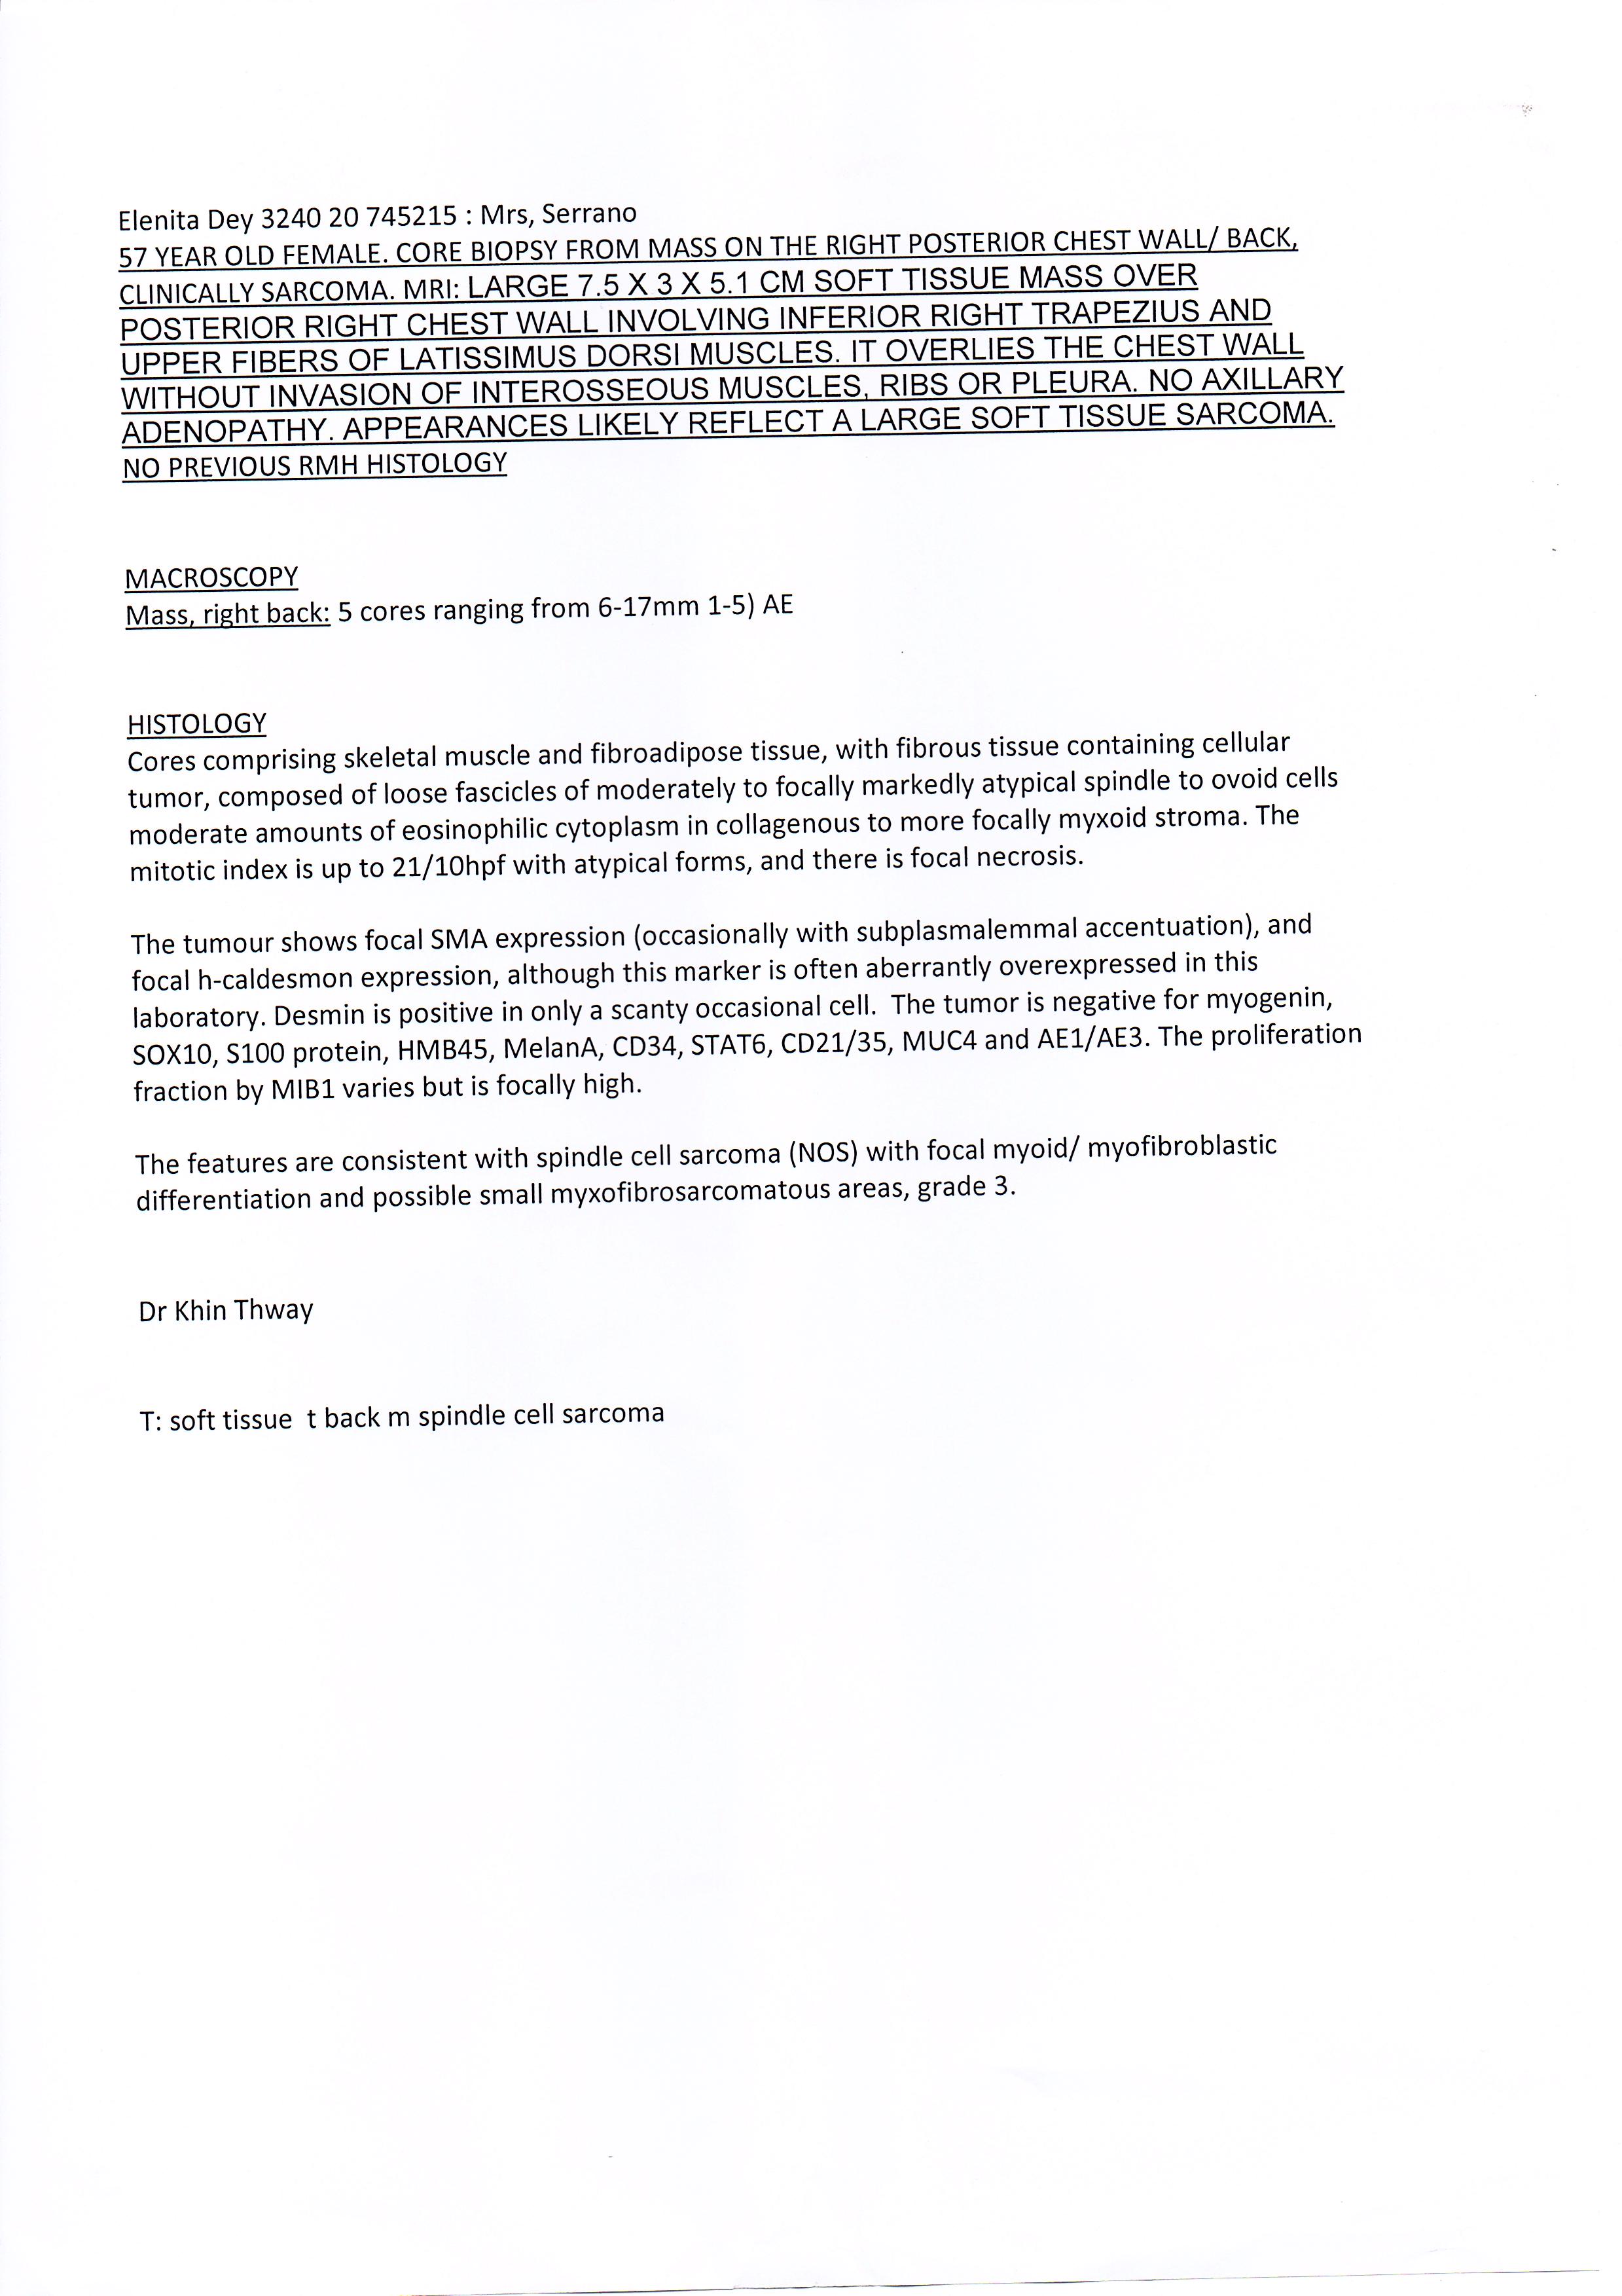 Elenita Dey 3240 20 745215 : Mrs, Serrano
57 YEAR OLD FEMALE. CORE BIOPSY FROM MASS ON THE RIGHT POSTERIOR CHEST WALL/ BACK,
CLINICALLY SARCOMA. MRI: LARGE 7.5 X 3 X 5.1 CM SOFT TISSUE MASS OVER
POSTERIOR RIGHT CHEST WALL INVOLVING INFERIOR RIGHT TRAPEZIUS AND
UPPER FIBERS OF LATISSIMUS DORSI MUSCLES. IT OVERLIES THE CHEST WALL
WITHOUT INVASION OF INTEROSSEOUS MUSCLES, RIBS OR PLEURA. NO AXILLARY
ADENOPATHY. APPEARANCES LIKELY REFLECT A LARGE SOFT TISSUE SARCOMA.
NO PREVIOUS RMH HISTOLOGY
MACROSCOPY
Mass, right back: 5 cores ranging from 6-17mm 1-5) AE
HISTOLOGY
Cores comprising skeletal muscle and fibroadipose tissue, with fibrous tissue containing cellular
tumor, composed of loose fascicles of moderately to focally markedly atypical spindle to ovoid cells
moderate amounts of eosinophilic cytoplasm in collagenous to more focally myxoid stroma. The
mitotic index is up to 21/10hpf with atypical forms, and there is focal necrosis.
The tumour shows focal SMA expression (occasionally with subplasmalemmal accentuation), and
focal h-caldesmon expression, although this marker is often aberrantly overexpressed in this
laboratory. Desmin is positive in only a scanty occasional cell.  The tumor is negative for myogenin,
SOX10, S100 protein, HMB45, MelanA, CD34, STAT6, CD21/35, MUC4 and AE1/AE3. The proliferation
fraction by MIB1 varies but is focally high.
The features are consistent with spindle cell sarcoma (NOS) with focal myoid/ myofibroblastic
differentiation and possible small myxofibrosarcomatous areas, grade 3.
Dr Khin Thway
T: soft tissue  t back m spindle cell sarcoma